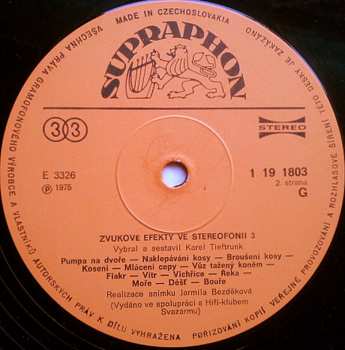 MADE IN CZECHOSLOVAKIA
VŠECHNA PRÁVA GRAMOFONOVÉHO VÝROBCE A VLASTNÍKŮ AUTORSKÝCH PRÁV K DÍLU VYHRAŽENA
POŘIZOVÁNÍ KOPIÍ VEŘEJNÉ PROVOZOVÁNÍ A ROZHLASOVÉ ŠÍŘENÍ TÉTO DESKY JE ZAKÁZÁNO
SUPRAPHON
33
STEREO
E 3326
℗ 1975
1 19 1803
2. strana
G
ZVUKOVÉ EFEKTY VE STEREOFONII 3
Vybral a sestavil Karel Tieftrunk
Pumpa na dvoře — Naklepávání kosy — Broušení kosy
— Kosení — Mlácení cepy — Vůz tažený koněm —
Fiakr — Vítr — Vichřice — Řeka —
Moře — Déšť — Bouře
Realizace snímku Jarmila Bezděková
(Vydáno ve spolupráci s Hifi-klubem
Svazarmu)